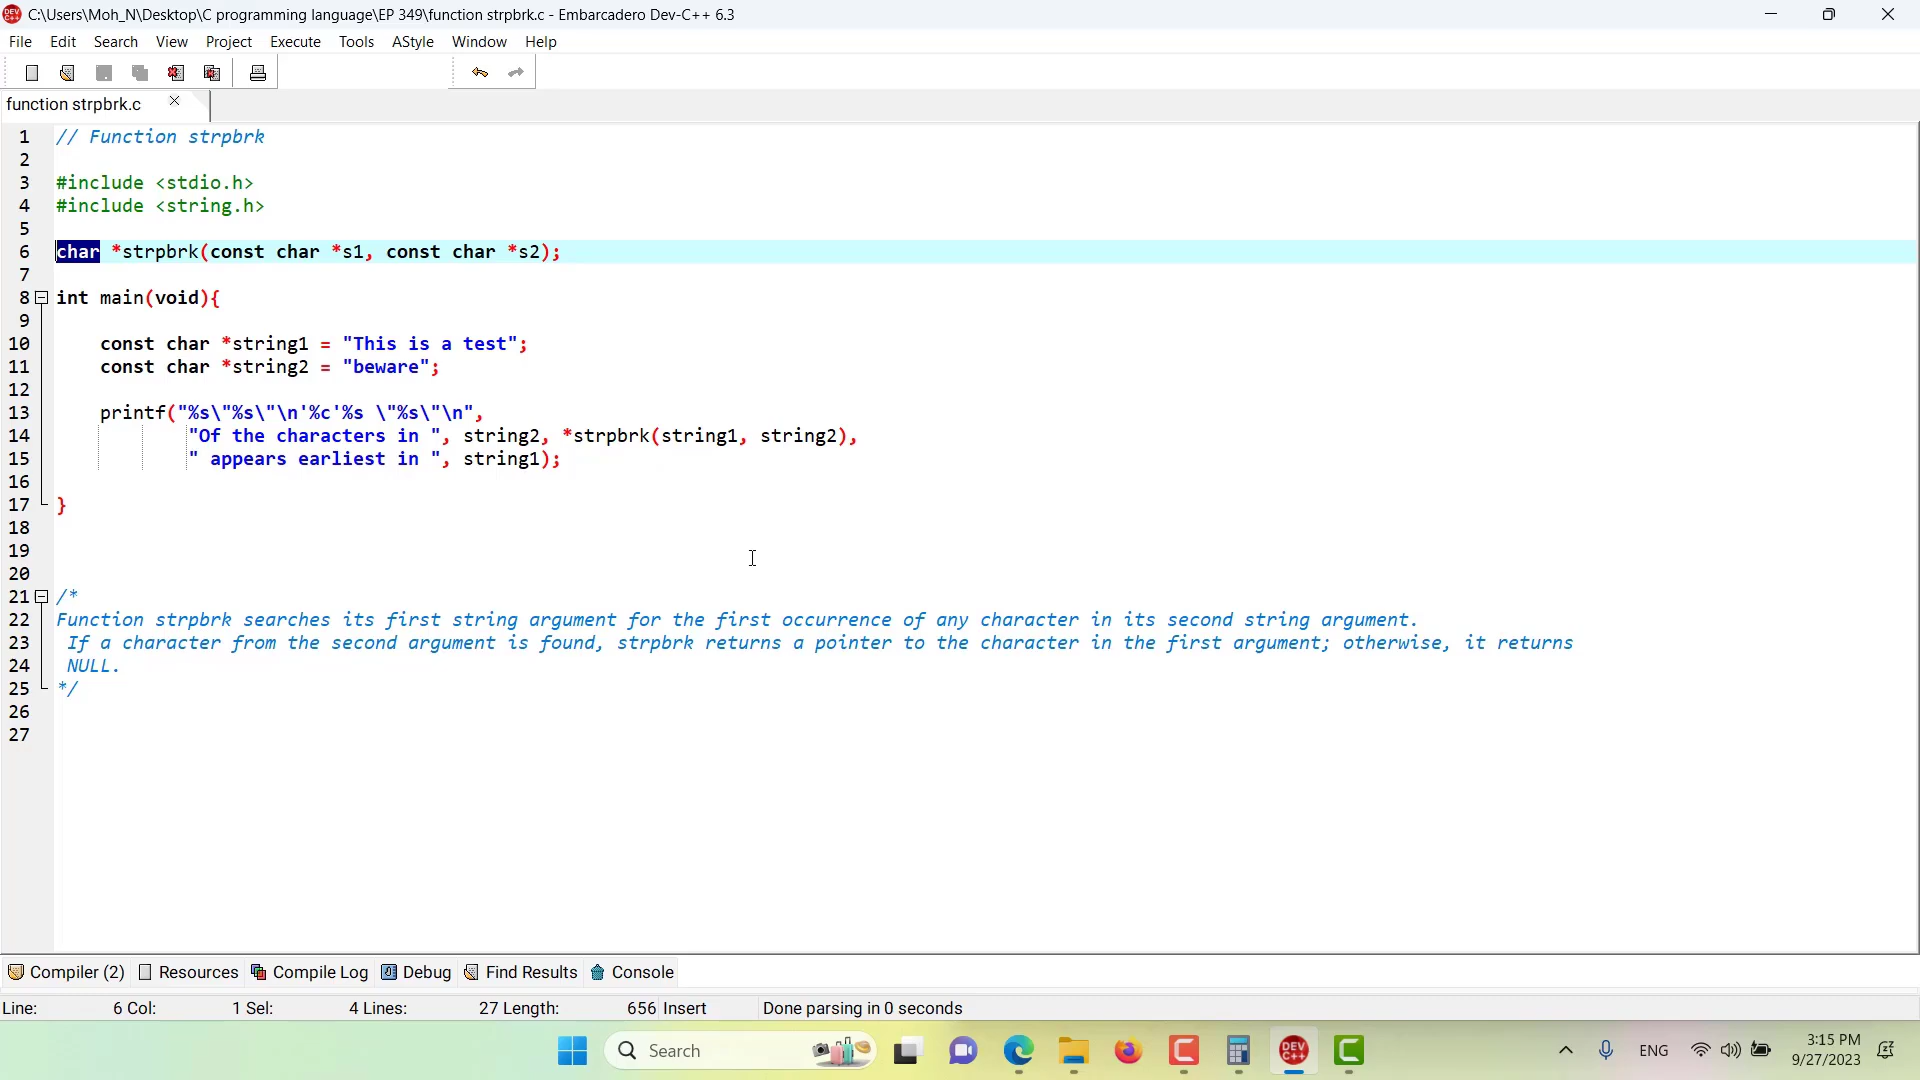 C:\Users\Moh_N\Desktop\C programming language\EP 349\function strpbrk.c - Embarcadero Dev-C++ 6.3
File Edit Search View Project Execute Tools AStyle Window Help
function strpbrk.c
1 // Function strpbrk
2
3 #include <stdio.h>
4 #include <string.h>
5
6 char *strpbrk(const char *s1, const char *s2);
7
8 int main(void){
9
10 const char *string1 = "This is a test";
11 const char *string2 = "beware";
12
13 printf("%s\"%s\"\n'%c'%s \"%s\"\n",
14 "Of the characters in ", string2, *strpbrk(string1, string2),
15 " appears earliest in ", string1);
16
17 }
18
19
20
21 /*
22 Function strpbrk searches its first string argument for the first occurrence of any character in its second string argument.
23 If a character from the second argument is found, strpbrk returns a pointer to the character in the first argument; otherwise, it returns
24 NULL.
25 */
26
27
Compiler (2) Resources Compile Log Debug Find Results Console
Line: 6 Col: 1 Sel: 4 Lines: 27 Length: 656 Insert Done parsing in 0 seconds
Search
DEV C++
ENG
3:15 PM
9/27/2023